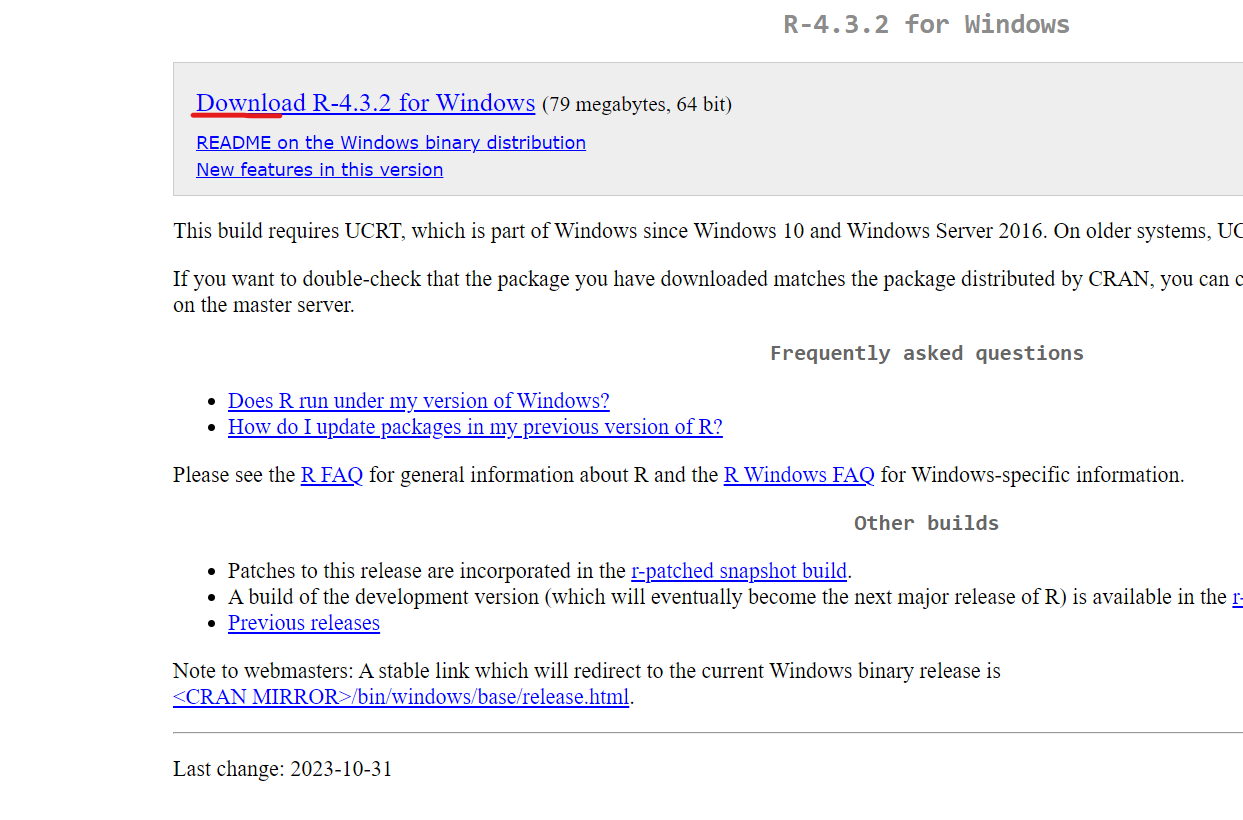 R-4.3.2 for Windows
Download R-4.3.2 for Windows (79 megabytes, 64 bit)
README on the Windows binary distribution
New features in this version
This build requires UCRT, which is part of Windows since Windows 10 and Windows Server 2016. On older systems, UC
If you want to double-check that the package you have downloaded matches the package distributed by CRAN, you can c
on the master server.
Frequently asked questions
• Does R run under my version of Windows?
• How do I update packages in my previous version of R?
Please see the R FAQ for general information about R and the R Windows FAQ for Windows-specific information.
Other builds
• Patches to this release are incorporated in the r-patched snapshot build.
• A build of the development version (which will eventually become the next major release of R) is available in the r-
• Previous releases
Note to webmasters: A stable link which will redirect to the current Windows binary release is
<CRAN MIRROR>/bin/windows/base/release.html.
Last change: 2023-10-31